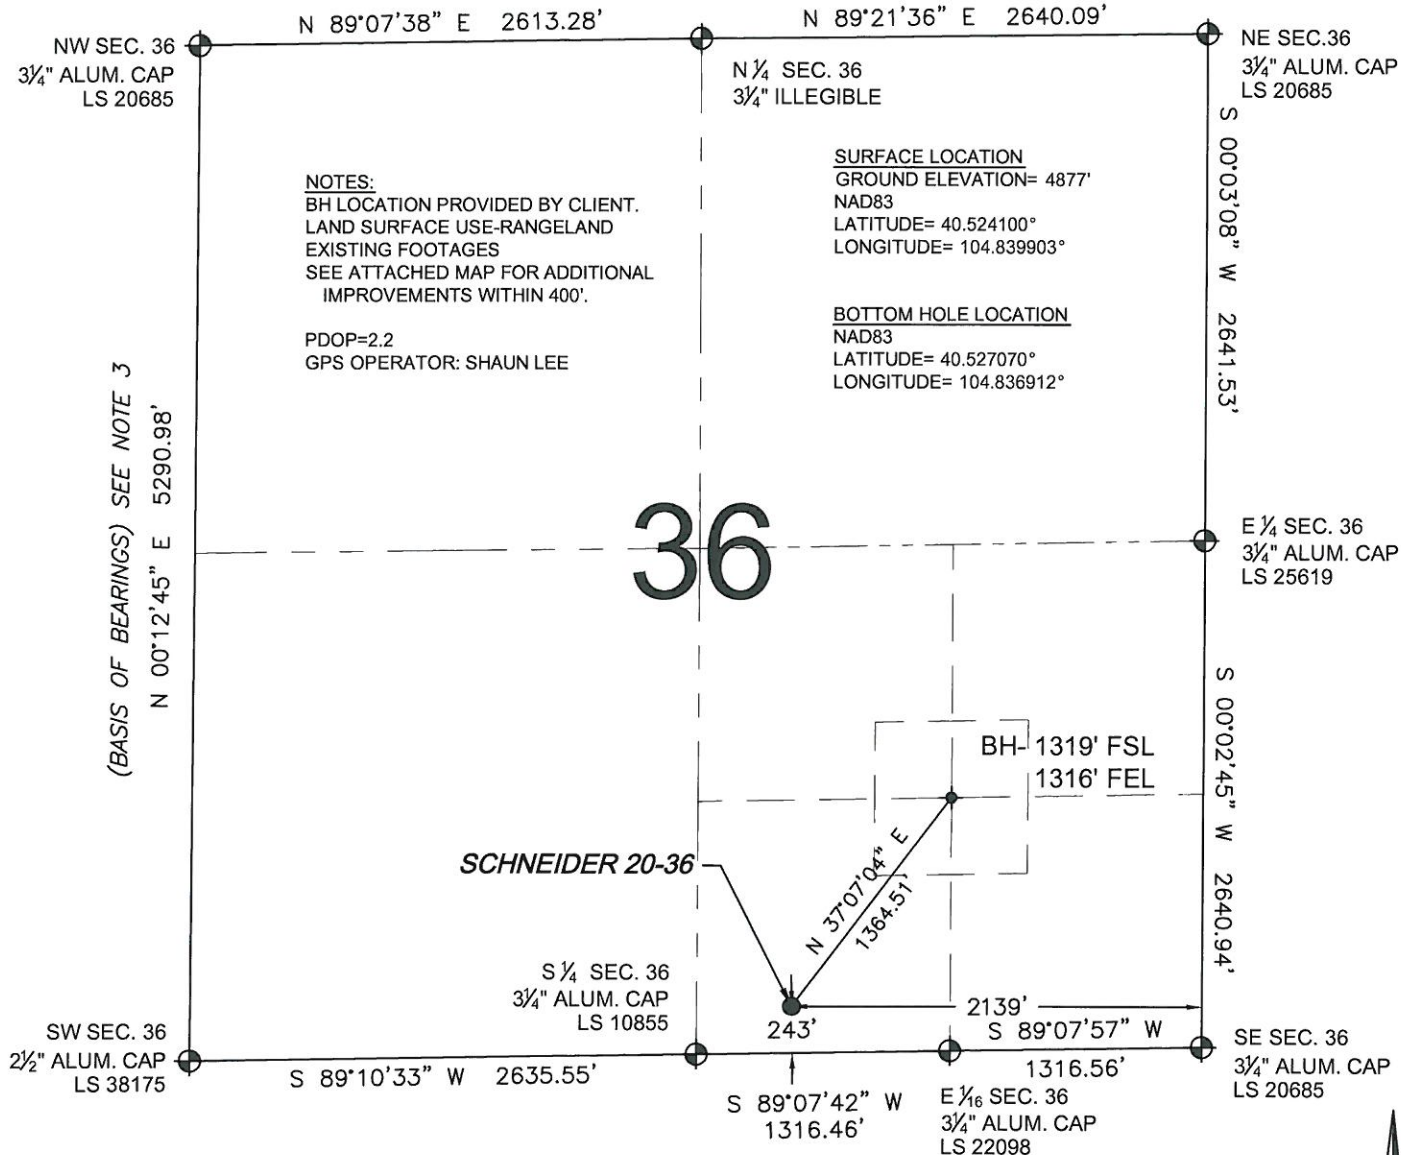 N 89°07'38" E 2613.28'
N 89°21'36" E 2640.09'
NW SEC. 36
3¼" ALUM. CAP
LS 20685
N ¼ SEC. 36
3¼" ILLEGIBLE
NE SEC.36
3¼" ALUM. CAP
LS 20685
NOTES:
BH LOCATION PROVIDED BY CLIENT.
LAND SURFACE USE-RANGELAND
EXISTING FOOTAGES
SEE ATTACHED MAP FOR ADDITIONAL
IMPROVEMENTS WITHIN 400'.
PDOP=2.2
GPS OPERATOR: SHAUN LEE
SURFACE LOCATION
GROUND ELEVATION= 4877'
NAD83
LATITUDE= 40.524100°
LONGITUDE= 104.839903°
BOTTOM HOLE LOCATION
NAD83
LATITUDE= 40.527070°
LONGITUDE= 104.836912°
S 00°03'08" W 2641.53'
(BASIS OF BEARINGS) SEE NOTE 3
N 00°12'45" E 5290.98'
36
E ¼ SEC. 36
3¼" ALUM. CAP
LS 25619
S 00°02'45" W 2640.94'
BH- 1319' FSL
1316' FEL
SCHNEIDER 20-36
N 37°07'04" E
1364.51'
S ¼ SEC. 36
3¼" ALUM. CAP
LS 10855
243'
2139'
S 89°07'57" W
1316.56'
SW SEC. 36
2½" ALUM. CAP
LS 38175
S 89°10'33" W 2635.55'
S 89°07'42" W
1316.46'
E 1⁄16 SEC. 36
3¼" ALUM. CAP
LS 22098
SE SEC. 36
3¼" ALUM. CAP
LS 20685